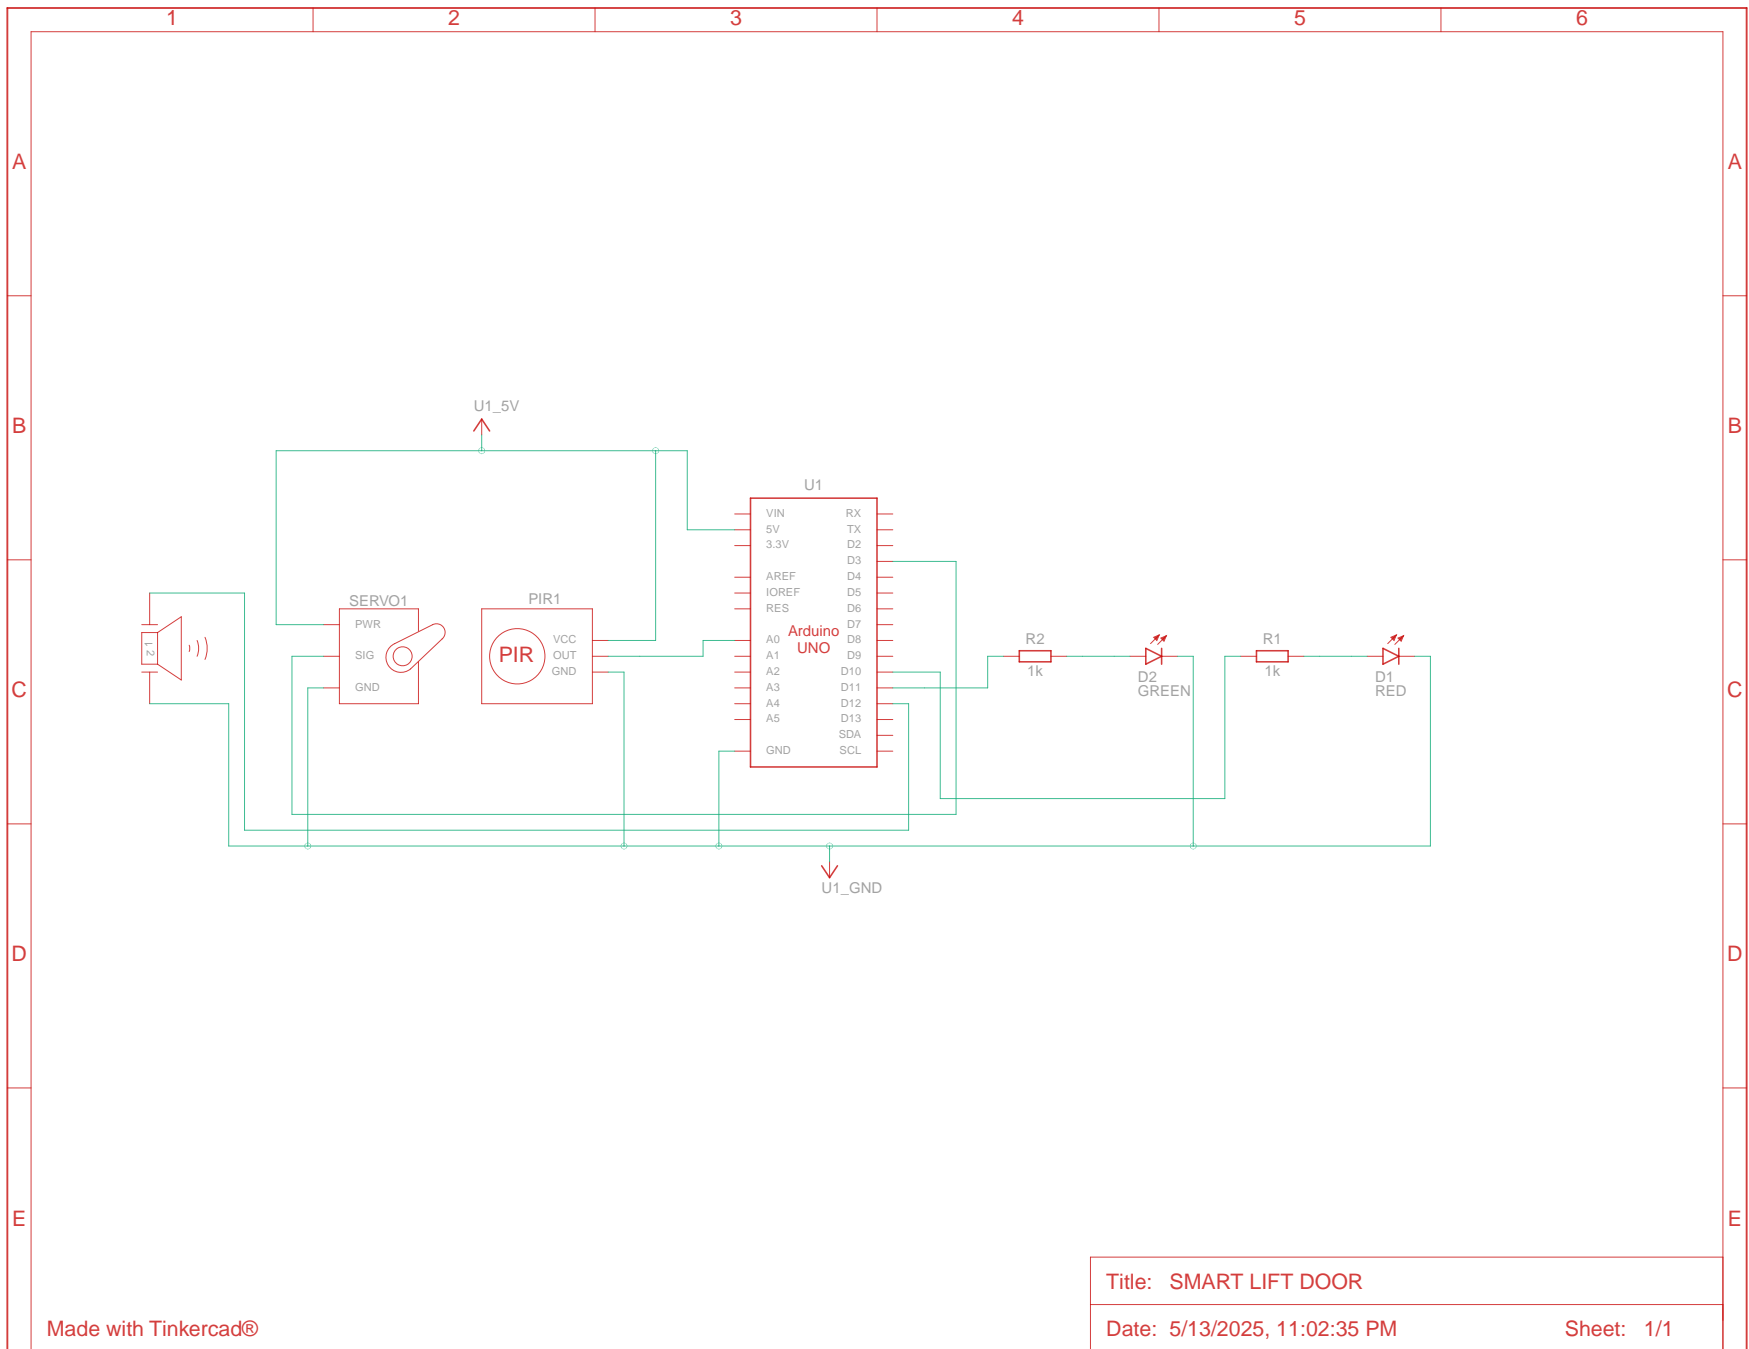 1 2 3 4 5 6
A A
B B
C C
D D
E E
U1_5V
U1
VIN RX
5V TX
3.3V D2
D3
AREF D4
IOREF D5
RES D6
D7
A0 D8
A1 D9
A2 D10
A3 D11
A4 D12
A5 D13
SDA
GND SCL
Arduino
UNO
1 2
SERVO1
PWR
SIG
GND
PIR1
PIR
VCC
OUT
GND
R2
1k
D2
GREEN
R1
1k
D1
RED
U1_GND
Title: SMART LIFT DOOR
Date: 5/13/2025, 11:02:35 PM Sheet: 1/1
Made with Tinkercad®